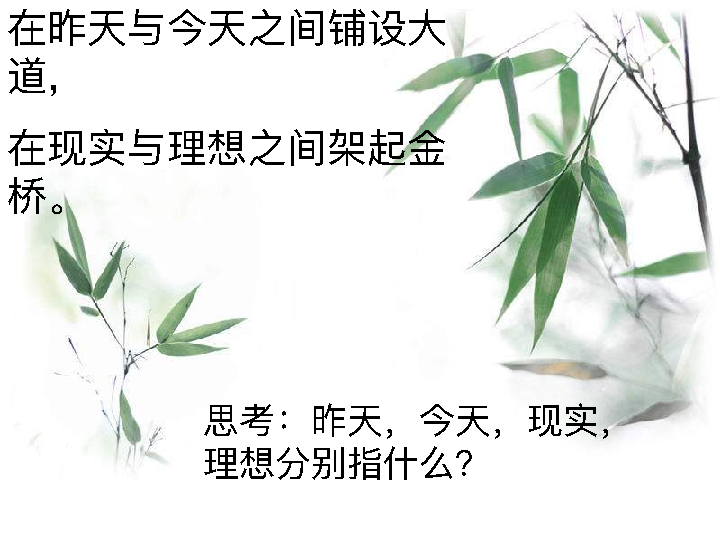 在昨天与今天之间铺设大
道，
在现实与理想之间架起金
桥。
思考：昨天，今天，现实，
理想分别指什么？